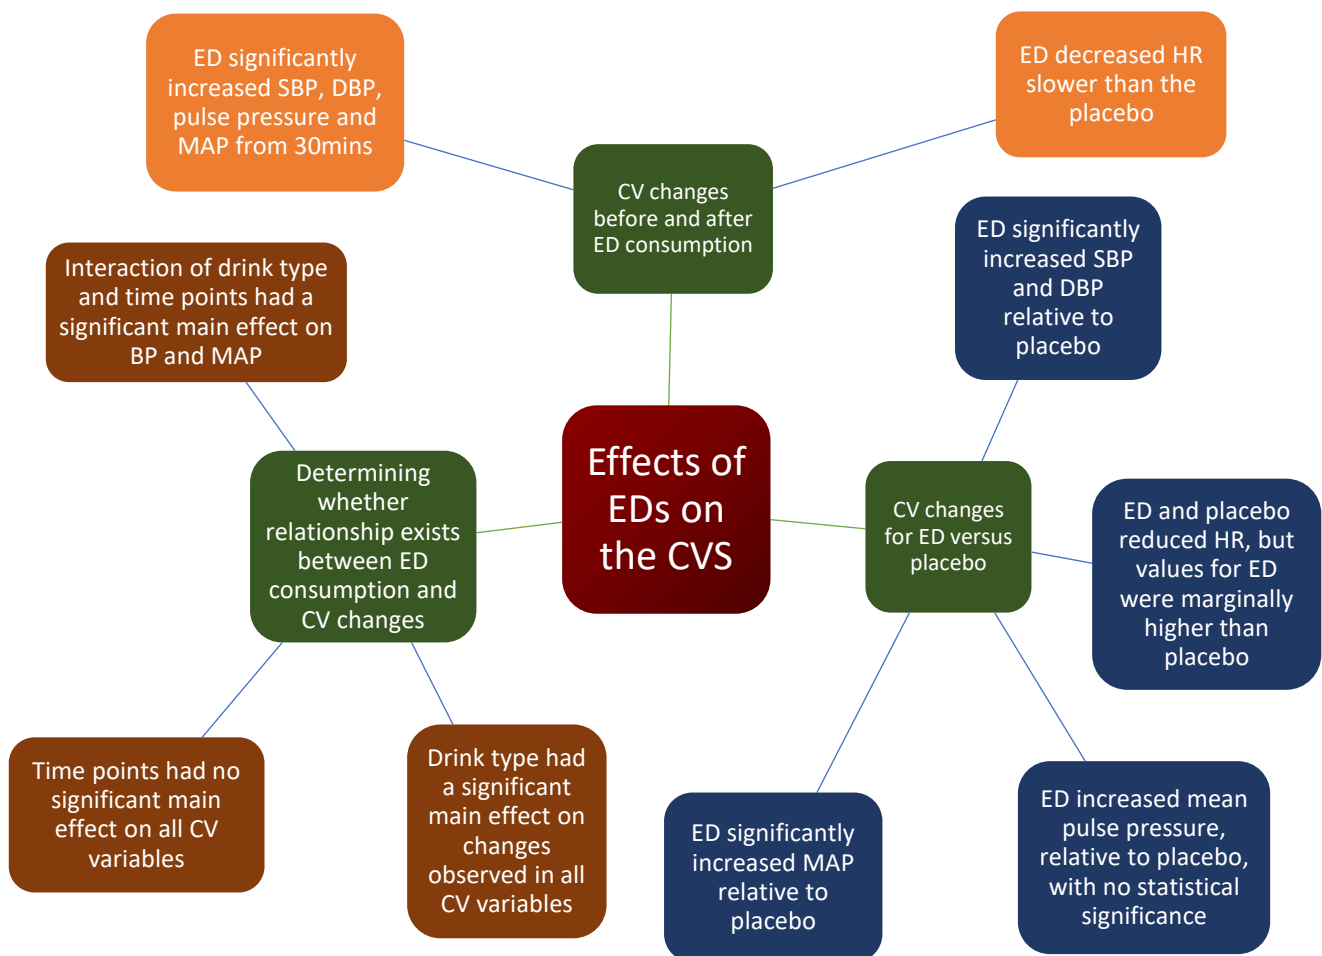 ED significantly
increased SBP, DBP,
pulse pressure and
MAP from 30mins
ED decreased HR
slower than the
placebo
CV changes
before and after
ED consumption
ED significantly
increased SBP
and DBP
relative to
placebo
Interaction of drink type
and time points had a
significant main effect on
BP and MAP
Effects of
EDs on
the CVS
Determining
whether
relationship exists
between ED
consumption and
CV changes
CV changes
for ED versus
placebo
ED and placebo
reduced HR, but
values for ED
were marginally
higher than
placebo
Time points had no
significant main
effect on all CV
variables
Drink type had
a significant
main effect on
changes
observed in all
CV variables
ED significantly
increased MAP
relative to
placebo
ED increased mean
pulse pressure,
relative to placebo,
with no statistical
significance